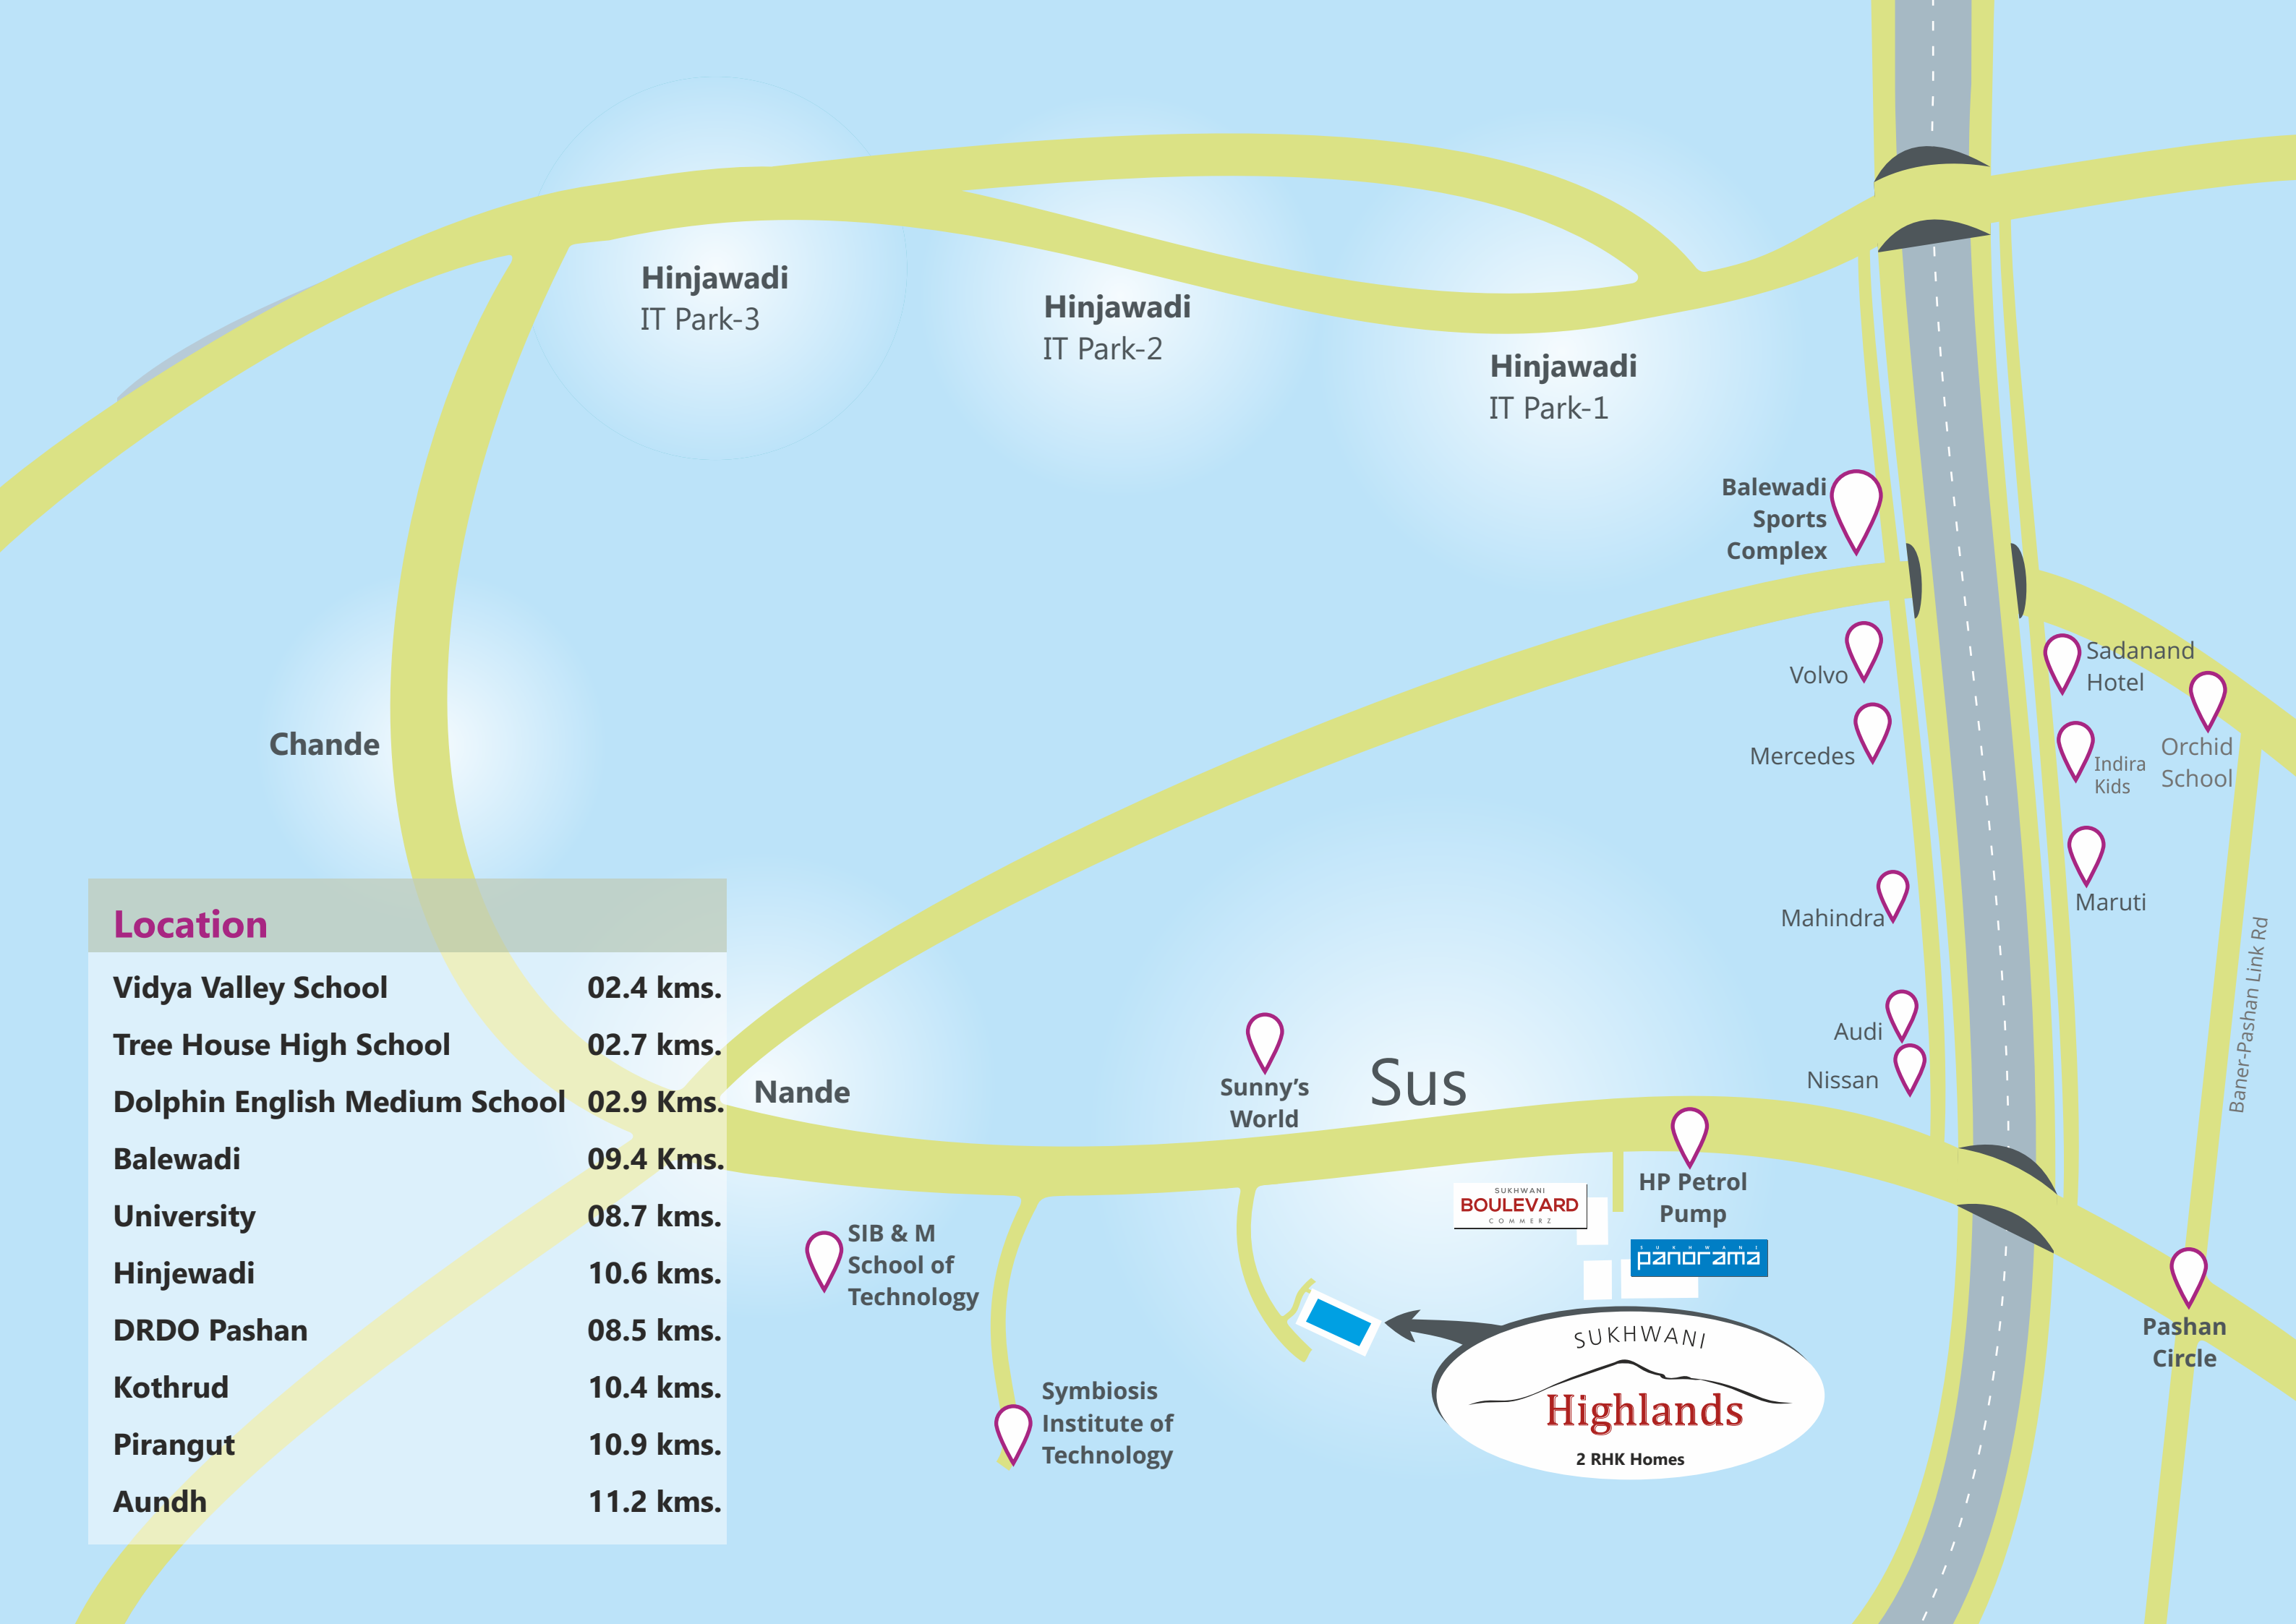 Hinjawadi
IT Park-3
Hinjawadi
IT Park-2
Hinjawadi
IT Park-1
Balewadi
Sports
Complex
Volvo
Sadanand
Hotel
Mercedes
Orchid
School
Indira
Kids
Chande
Mahindra
Maruti
Baner-Pashan Link Rd
Audi
Nissan
Location
Vidya Valley School 02.4 kms.
Tree House High School 02.7 kms.
Dolphin English Medium School 02.9 Kms.
Balewadi 09.4 Kms.
University 08.7 kms.
Hinjewadi 10.6 kms.
DRDO Pashan 08.5 kms.
Kothrud 10.4 kms.
Pirangut 10.9 kms.
Aundh 11.2 kms.
Nande
Sunny’s
World
Sus
HP Petrol
Pump
SUKHWANI
BOULEVARD
COMMERZ
SUKHWANI
panorama
SIB & M
School of
Technology
Symbiosis
Institute of
Technology
SUKHWANI
Highlands
2 RHK Homes
Pashan
Circle